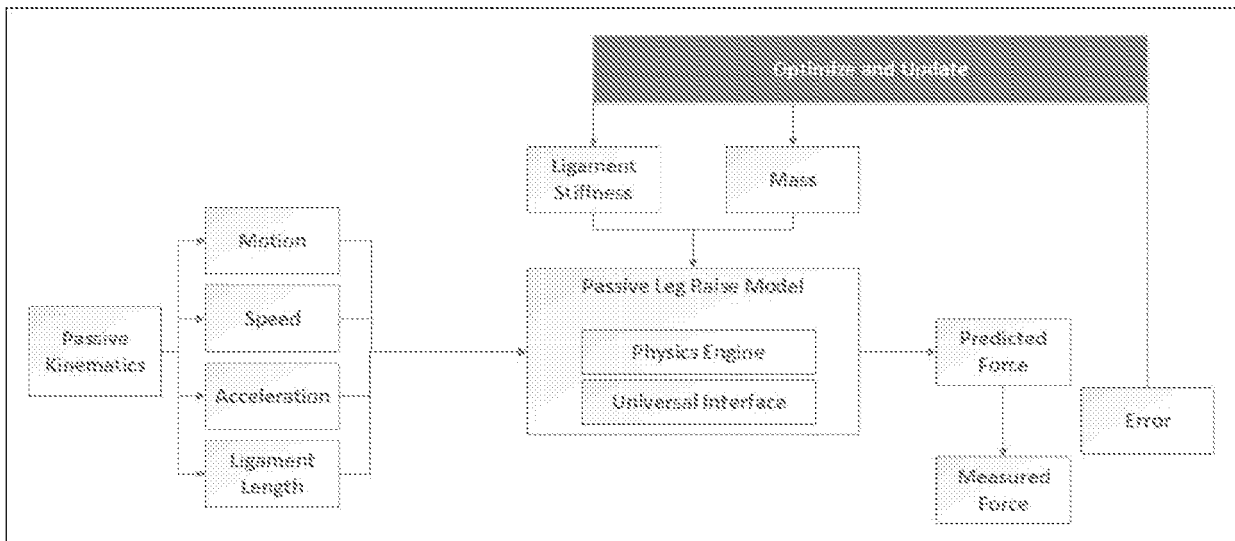 Optimize and Update
Ligament
Stiffness
Mass
Motion
Passive Leg Raise Model
Speed
Passive
Kinematics
Physics Engine
Predicted
Force
Acceleration
Universal Interface
Error
Ligament
Length
Measured
Force